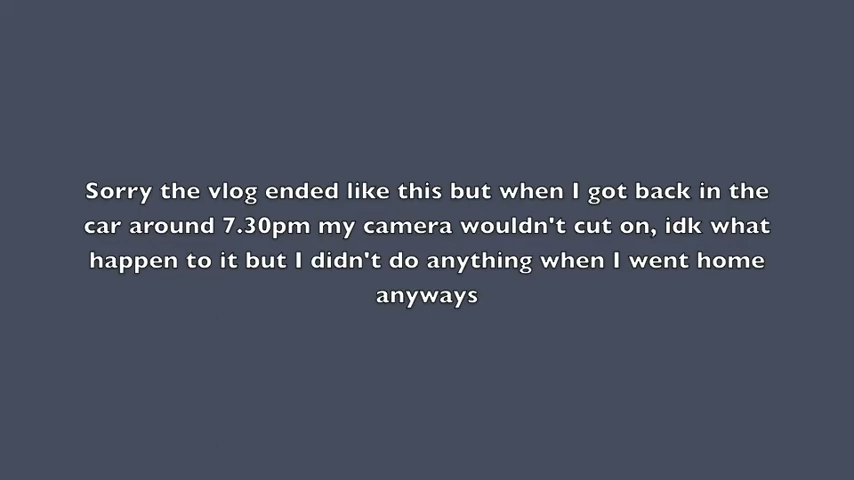 Sorry the vlog ended like this but when I got back in the
car around 7.30pm my camera wouldn't cut on, idk what
happen to it but I didn't do anything when I went home
anyways